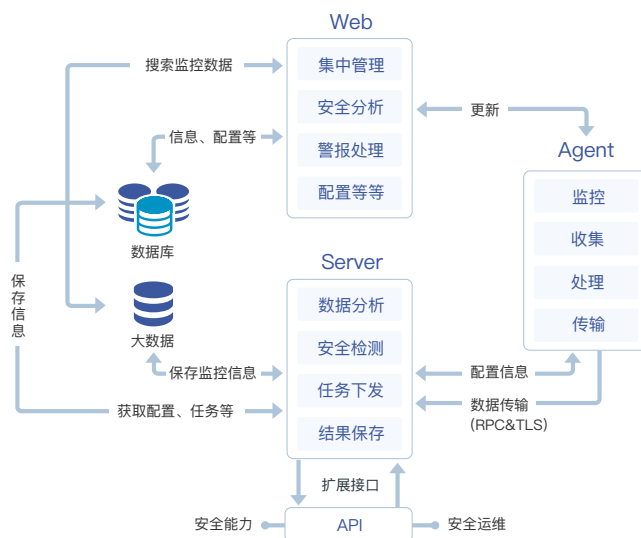 Web
搜索监控数据
集中管理
安全分析
更新
信息、配置等
警报处理
Agent
配置等等
监控
数据库
收集
Server
保存信息
处理
数据分析
传输
大数据
安全检测
保存监控信息
配置信息
任务下发
获取配置、任务等
数据传输
(RPC&TLS)
结果保存
扩展接口
安全能力
API
安全运维